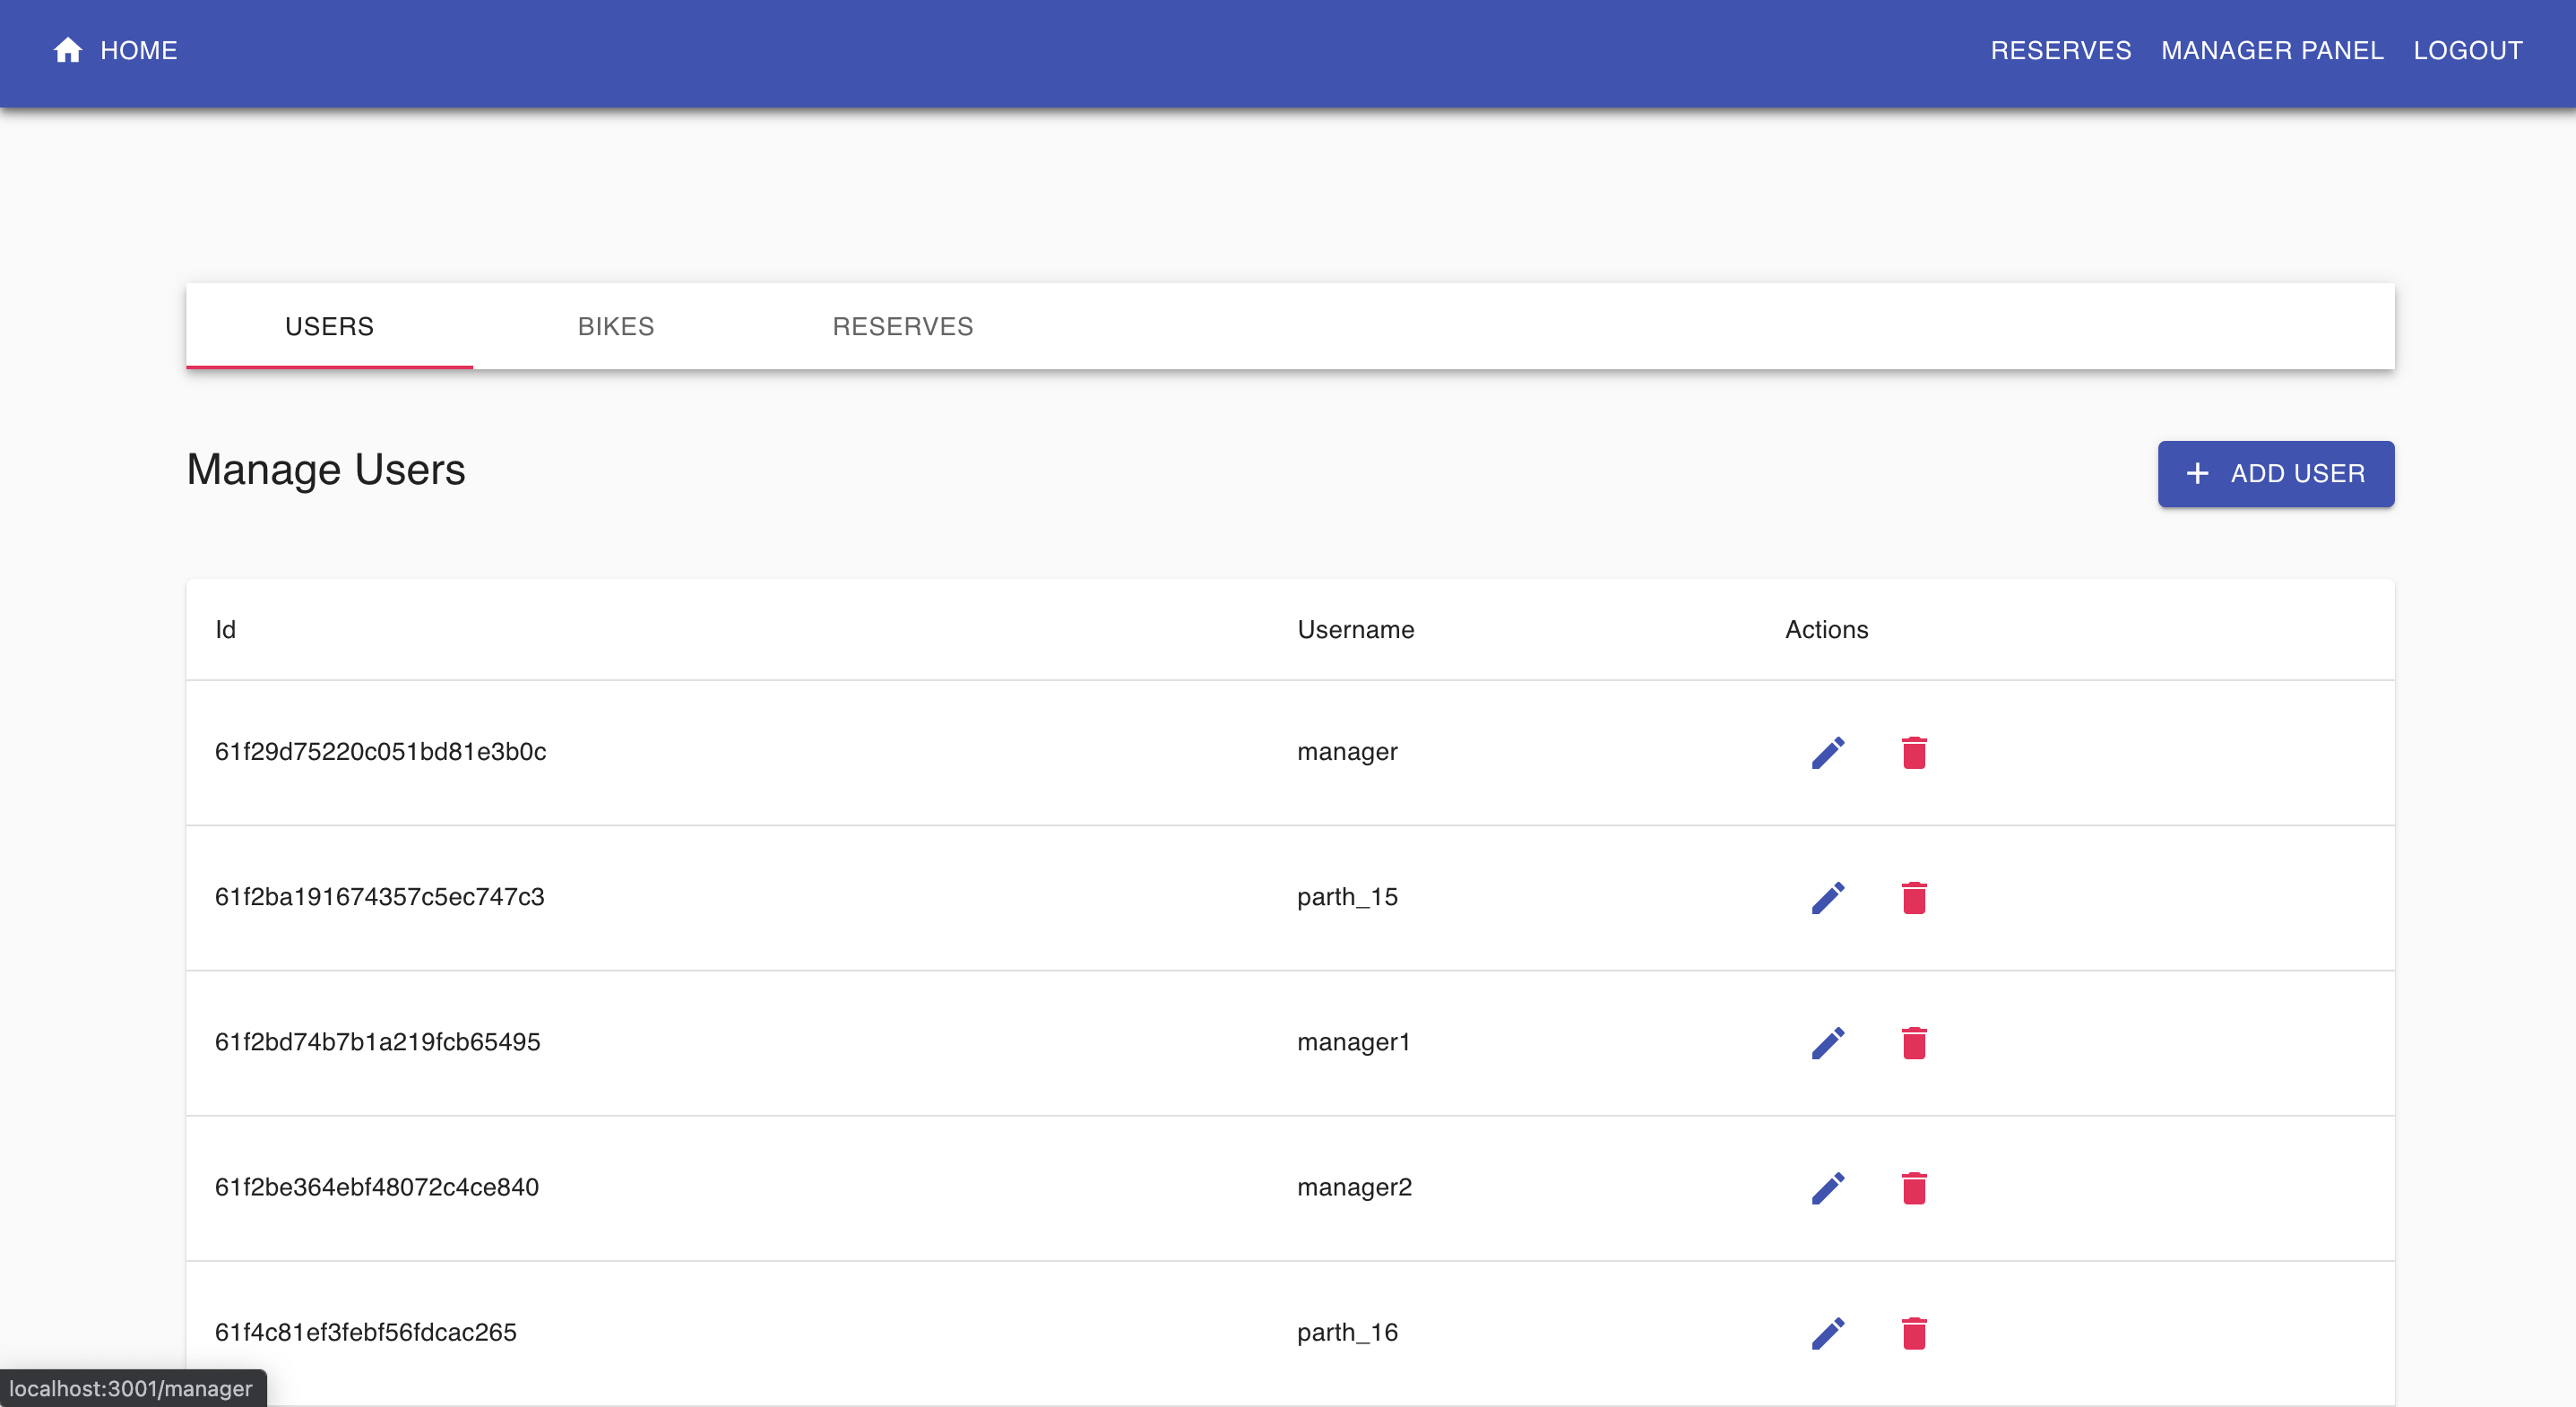 HOME RESERVES MANAGER PANEL LOGOUT
USERS BIKES RESERVES
Manage Users + ADD USER
Id Username Actions
61f29d75220c051bd81e3b0c manager
61f2ba191674357c5ec747c3 parth_15
61f2bd74b7b1a219fcb65495 manager1
61f2be364ebf48072c4ce840 manager2
61f4c81ef3febf56fdcac265 parth_16
localhost:3001/manager